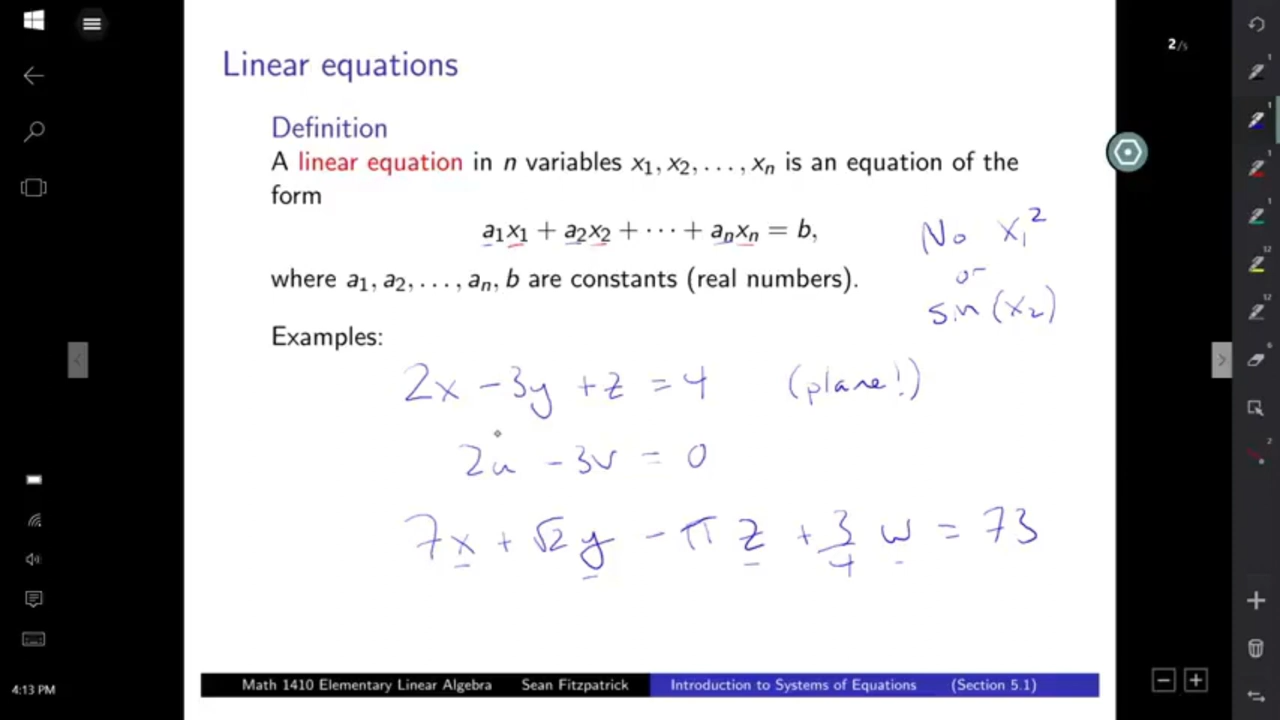 2/5
Linear equations
Definition
A linear equation in n variables x₁, x₂, . . . , xₙ is an equation of the
form
a₁x₁ + a₂x₂ + · · · + aₙxₙ = b,
No x₁²
or
sin (x₂)
where a₁, a₂, . . . , aₙ, b are constants (real numbers).
Examples:
2x − 3y + z = 4 (plane!)
2u − 3v = 0
7x + √2y − π z + 3/4 w = 73
4:13 PM
Math 1410 Elementary Linear Algebra Sean Fitzpatrick Introduction to Systems of Equations (Section 5.1)